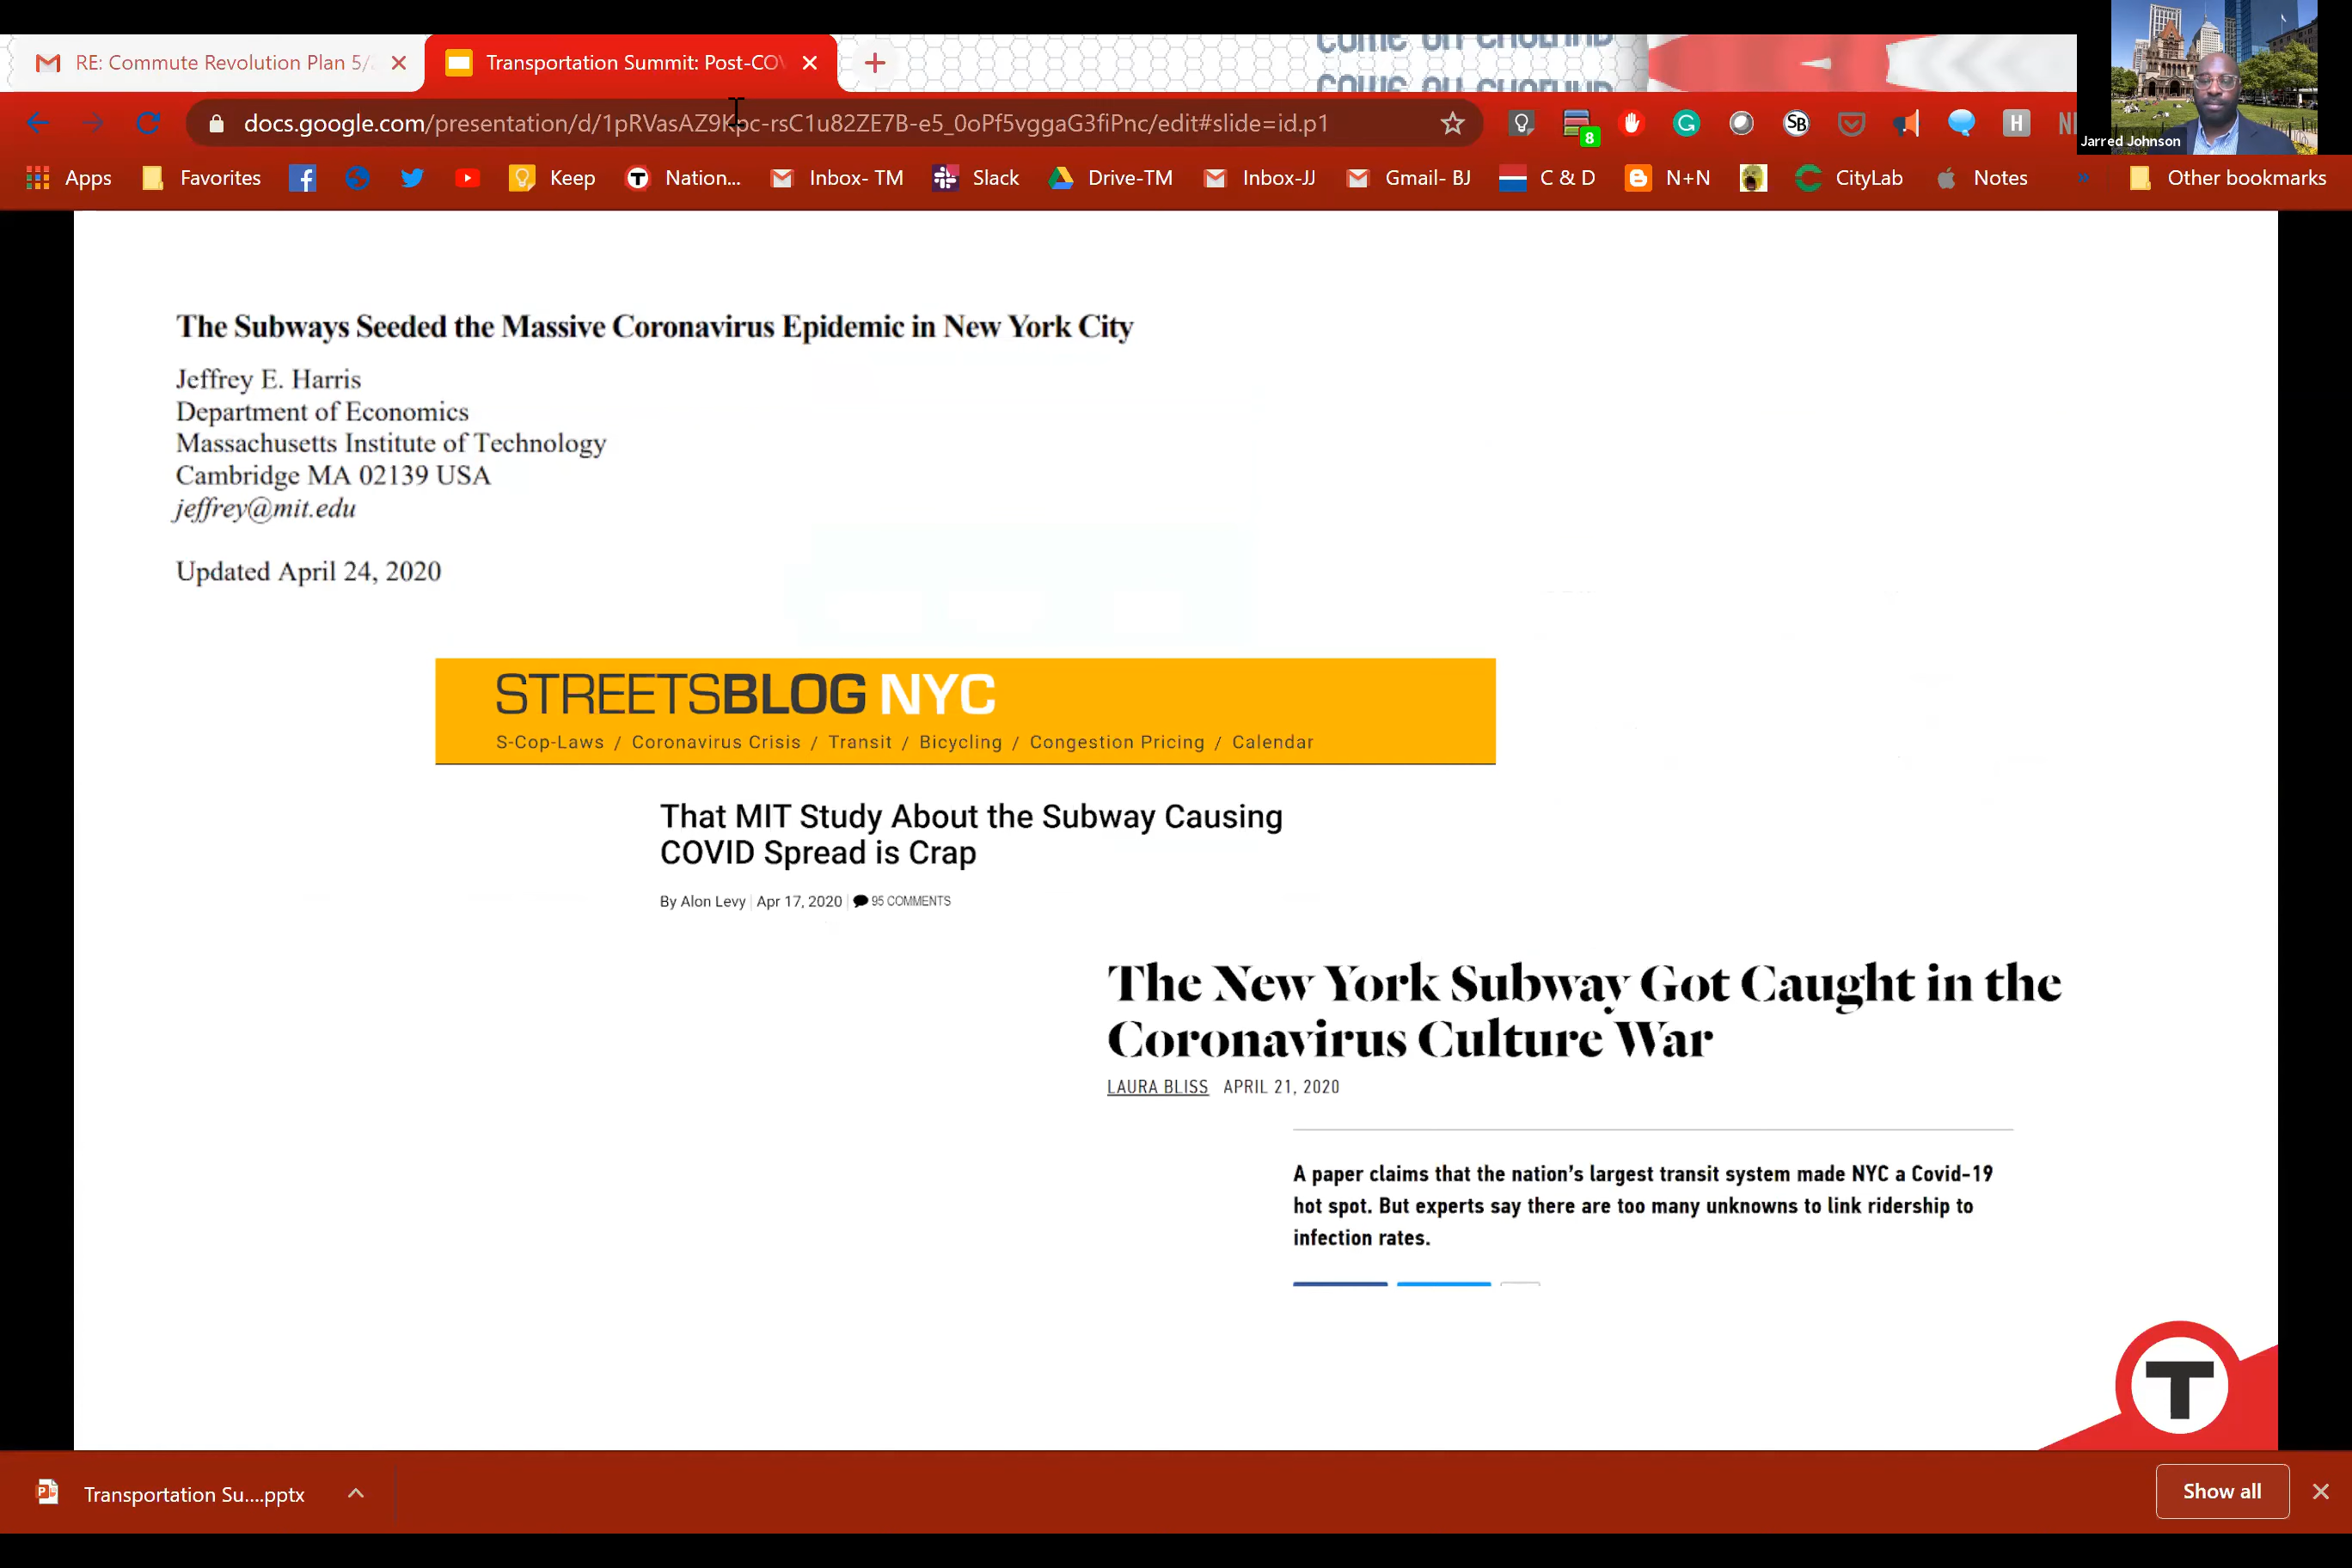 RE: Commute Revolution Plan 5/
Transportation Summit: Post-CO
docs.google.com/presentation/d/1pRVasAZ9Kpc-rsC1u82ZE7B-e5_0oPf5vggaG3fiPnc/edit#slide=id.p1
8
G
SB
H
Jarred Johnson
Apps
Favorites
Keep
T
Nation...
Inbox- TM
Slack
Drive-TM
Inbox-JJ
Gmail- BJ
C & D
N+N
CityLab
Notes
»
Other bookmarks
The Subways Seeded the Massive Coronavirus Epidemic in New York City
Jeffrey E. Harris
Department of Economics
Massachusetts Institute of Technology
Cambridge MA 02139 USA
jeffrey@mit.edu
Updated April 24, 2020
STREETSBLOG NYC
S-Cop-Laws / Coronavirus Crisis / Transit / Bicycling / Congestion Pricing / Calendar
That MIT Study About the Subway Causing
COVID Spread is Crap
By Alon Levy | Apr 17, 2020 | 95 COMMENTS
The New York Subway Got Caught in the
Coronavirus Culture War
LAURA BLISS APRIL 21, 2020
A paper claims that the nation's largest transit system made NYC a Covid-19
hot spot. But experts say there are too many unknowns to link ridership to
infection rates.
T
Transportation Su....pptx
Show all